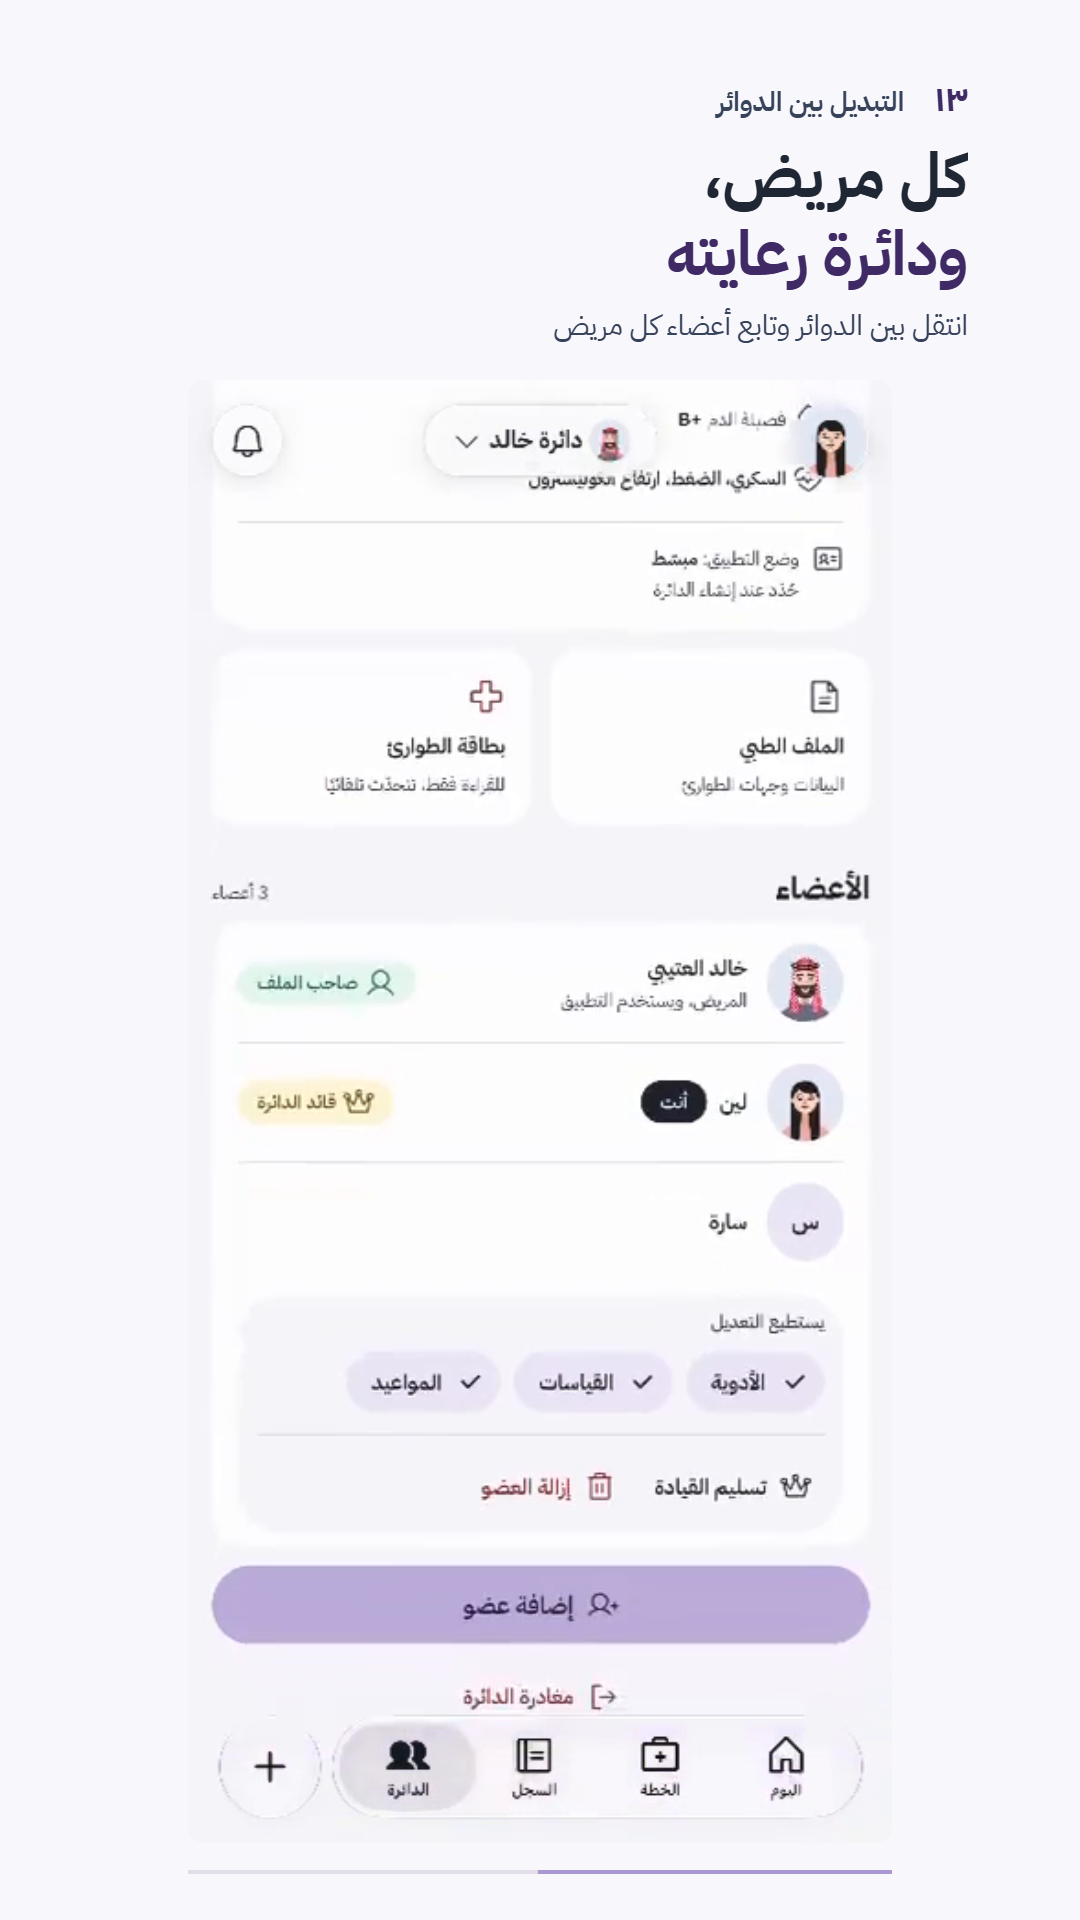 ١٣ التبديل بين الدوائر
كل مريض،
ودائرة رعايته
انتقل بين الدوائر وتابع أعضاء كل مريض
فصيلة الدم B+
دائرة خالد
السكري، الضغط، ارتفاع الكوليسترول
وضع التطبيق: مبسّط
حُدّد عند إنشاء الدائرة
الملف الطبي
البيانات وجهات الطوارئ
بطاقة الطوارئ
للقراءة فقط، تتحدّث تلقائيًا
الأعضاء
3 أعضاء
خالد العتيبي
المريض، ويستخدم التطبيق
صاحب الملف
لين
أنت
قائد الدائرة
س
سارة
يستطيع التعديل
الأدوية
القياسات
المواعيد
تسليم القيادة
إزالة العضو
إضافة عضو
مغادرة الدائرة
اليوم
الخطة
السجل
الدائرة